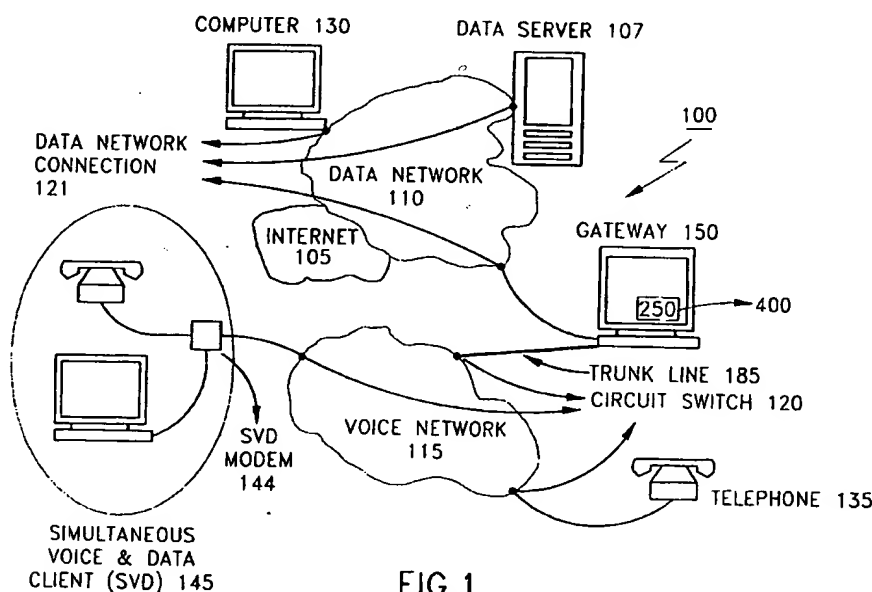 COMPUTER 130
DATA SERVER 107
100
DATA NETWORK
CONNECTION
121
DATA NETWORK
110
INTERNET
105
GATEWAY 150
250
400
TRUNK LINE 185
CIRCUIT SWITCH 120
VOICE NETWORK
115
SVD
MODEM
144
TELEPHONE 135
SIMULTANEOUS
VOICE & DATA
CLIENT (SVD) 145
FIG. 1